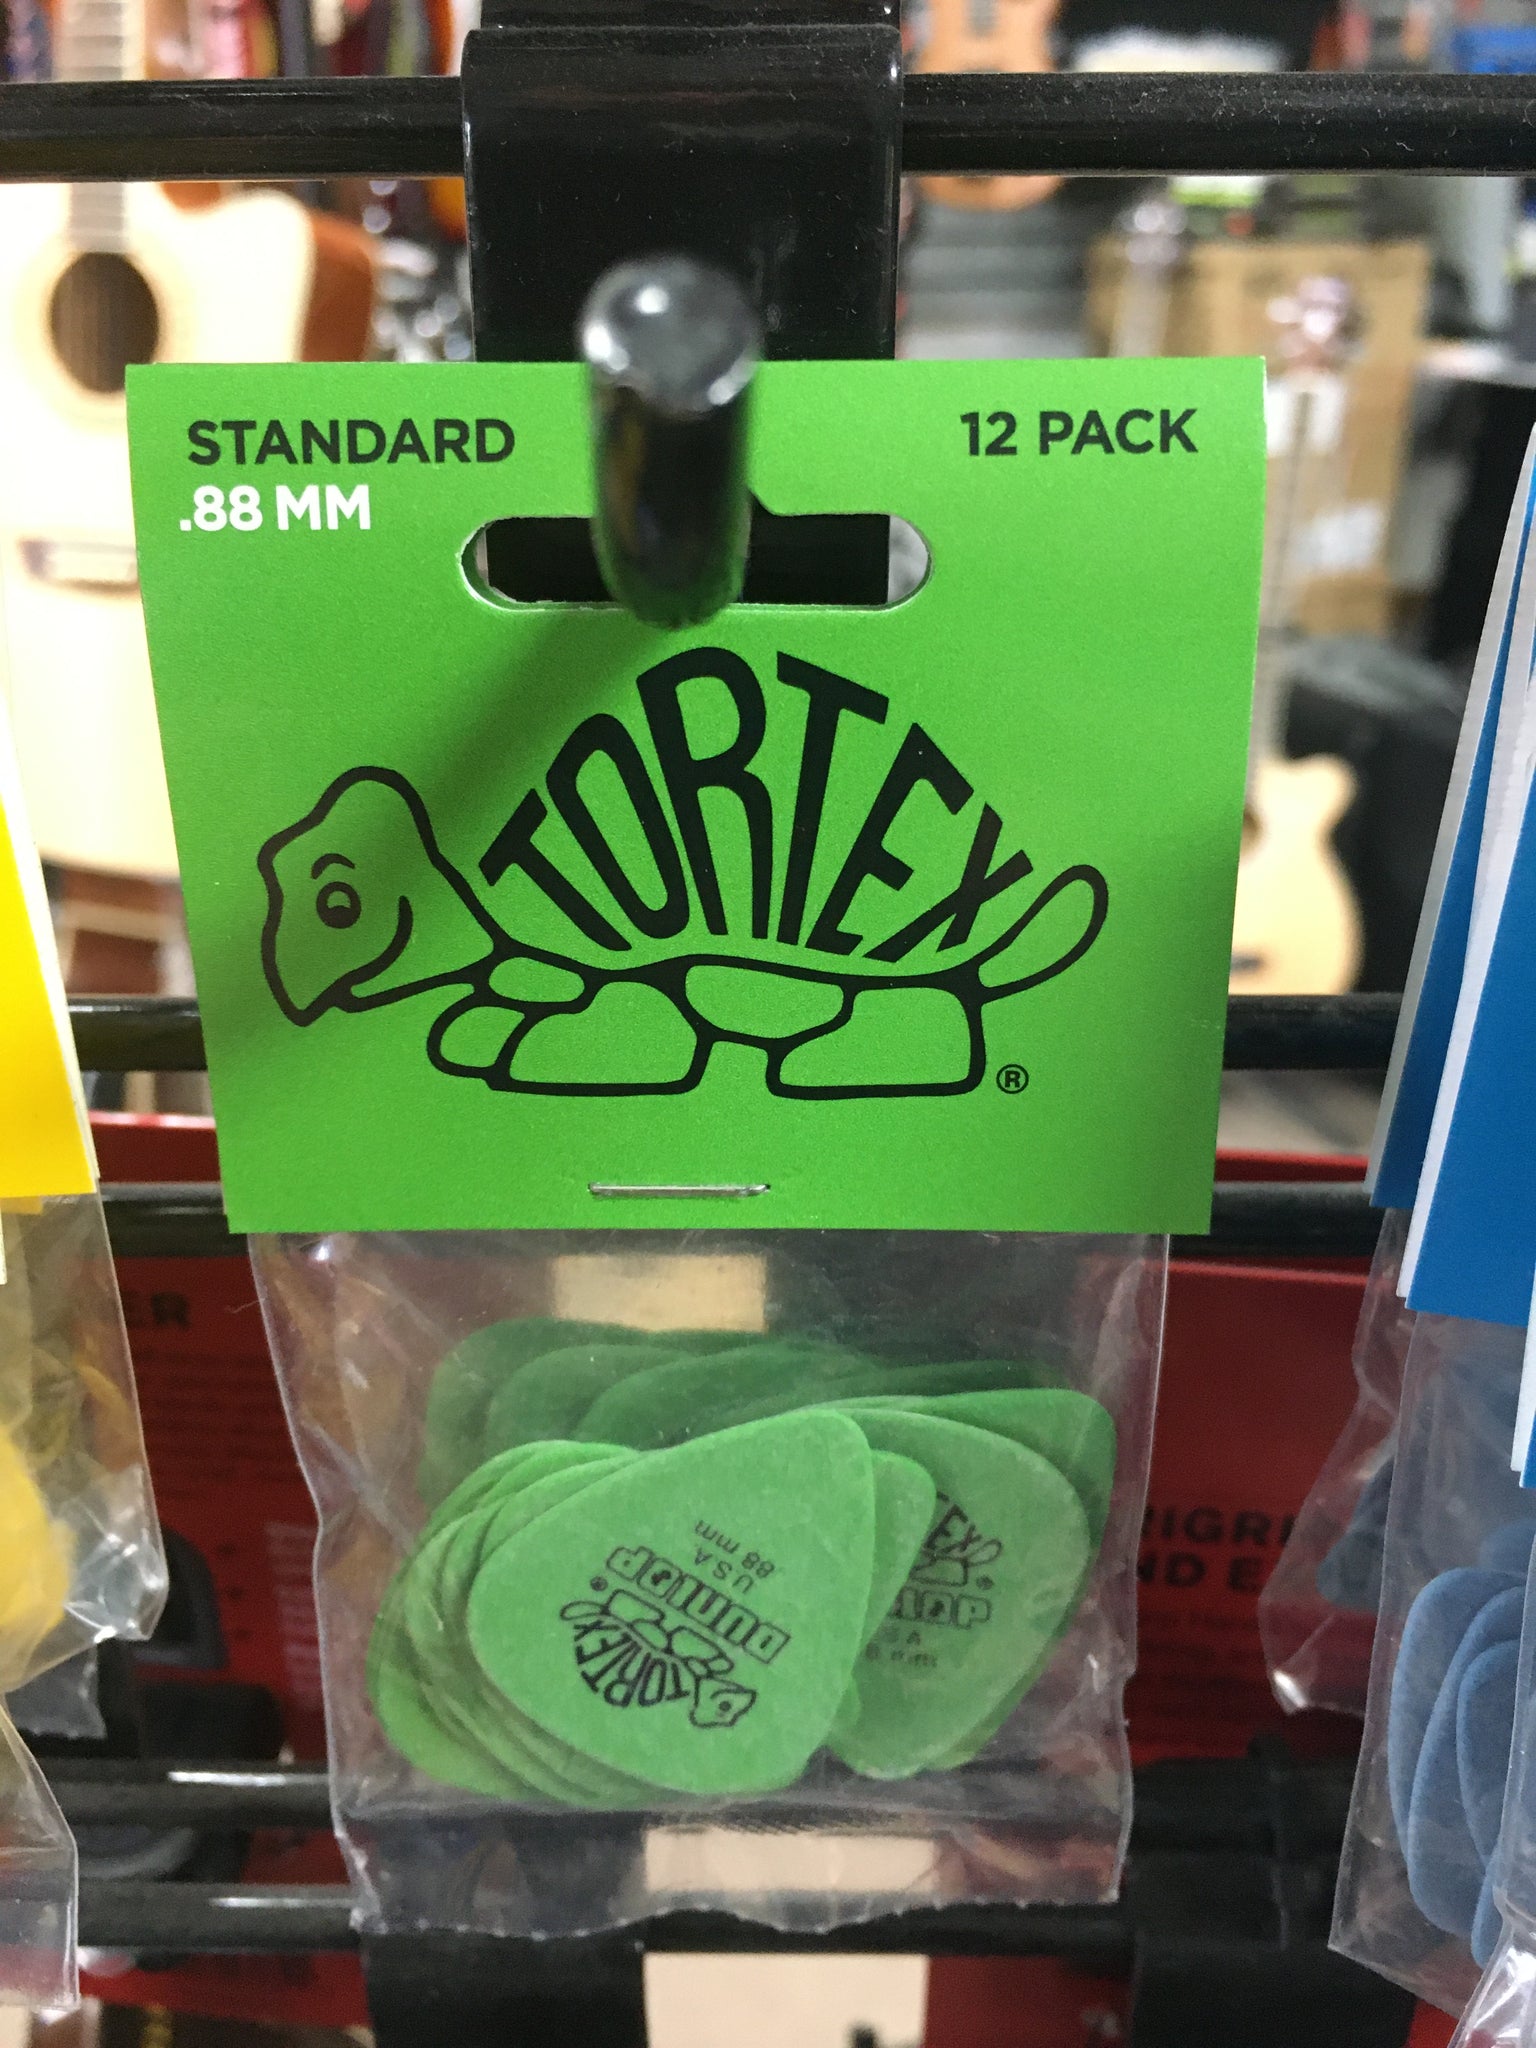 STANDARD
12 PACK
.88 MM
TORTEX
®
TORTEX
®
DUNLOP
U S A
.88 mm